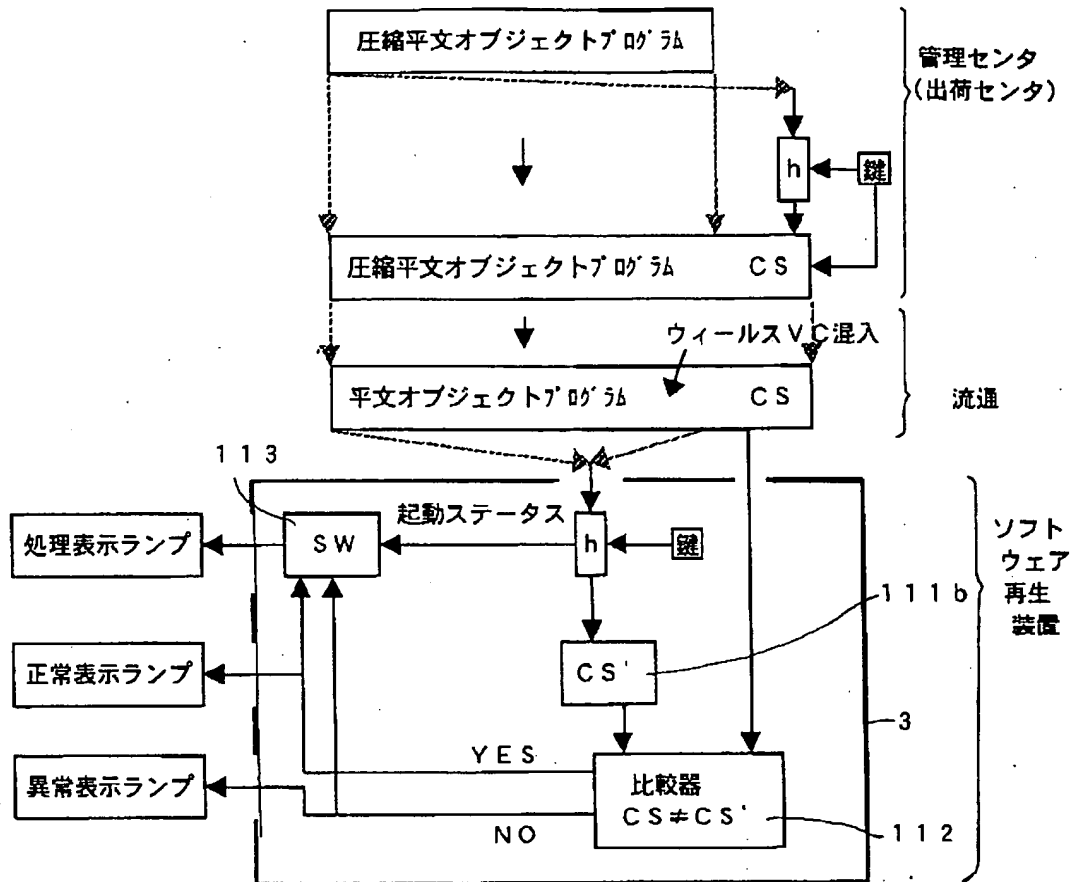 圧縮平文オブジェクトプログラム
管理センタ
(出荷センタ)
h
鍵
圧縮平文オブジェクトプログラム CS
ウィールスVC混入
平文オブジェクトプログラム CS
流通
113
起動ステータス
処理表示ランプ
SW
h
鍵
ソフト
ウェア
再生
装置
111b
正常表示ランプ
CS'
3
YES
異常表示ランプ
比較器
CS≠CS'
NO
112